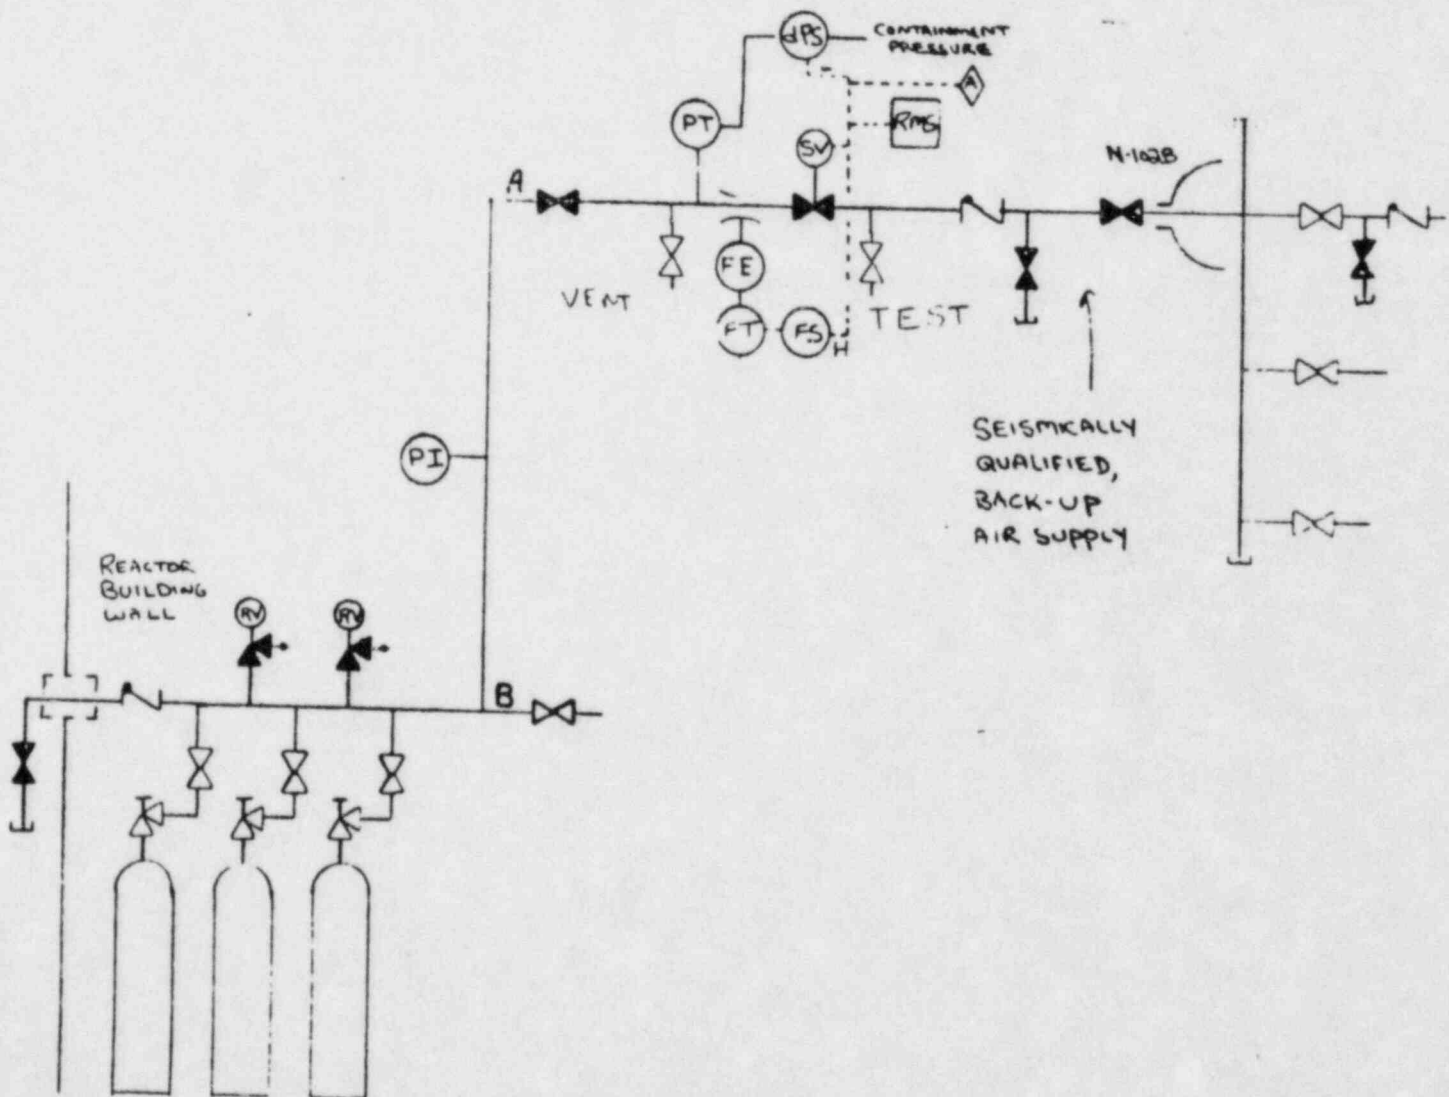 dPS
CONTAINMENT
PRESSURE
A
PT
RMS
SV
N-102B
A
FE
VENT
FT
FS
H
TEST
PI
SEISMICALLY
QUALIFIED,
BACK-UP
AIR SUPPLY
REACTOR
BUILDING
WALL
RV
RV
B